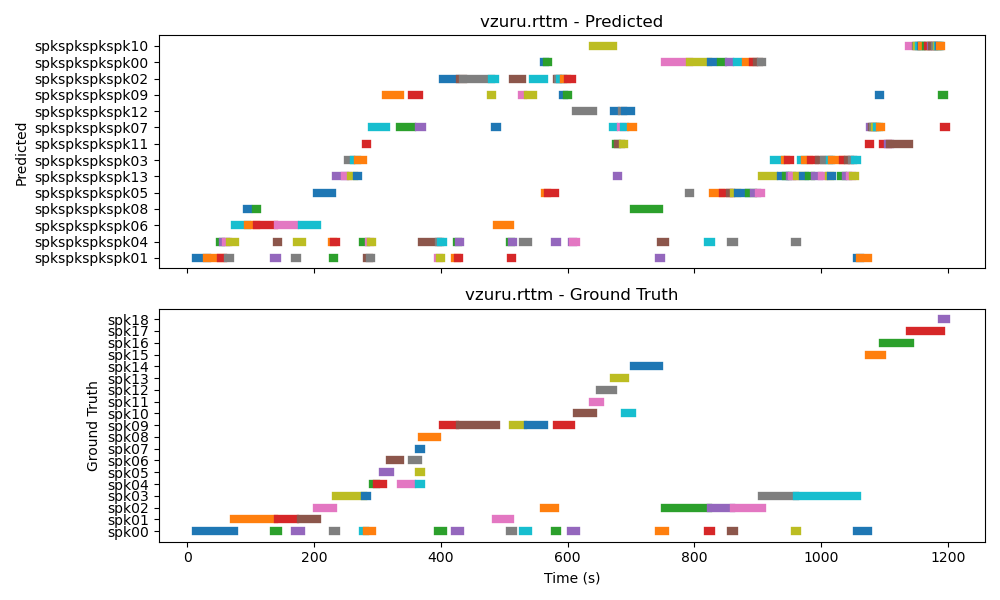 vzuru.rttm - Predicted
spkspkspkspk10
spkspkspkspk00
spkspkspkspk02
spkspkspkspk09
spkspkspkspk12
spkspkspkspk07
spkspkspkspk11
spkspkspkspk03
spkspkspkspk13
spkspkspkspk05
spkspkspkspk08
spkspkspkspk06
spkspkspkspk04
spkspkspkspk01
Predicted
vzuru.rttm - Ground Truth
spk18
spk17
spk16
spk15
spk14
spk13
spk12
spk11
spk10
spk09
spk08
spk07
spk06
spk05
spk04
spk03
spk02
spk01
spk00
Ground Truth
0 200 400 600 800 1000 1200
Time (s)